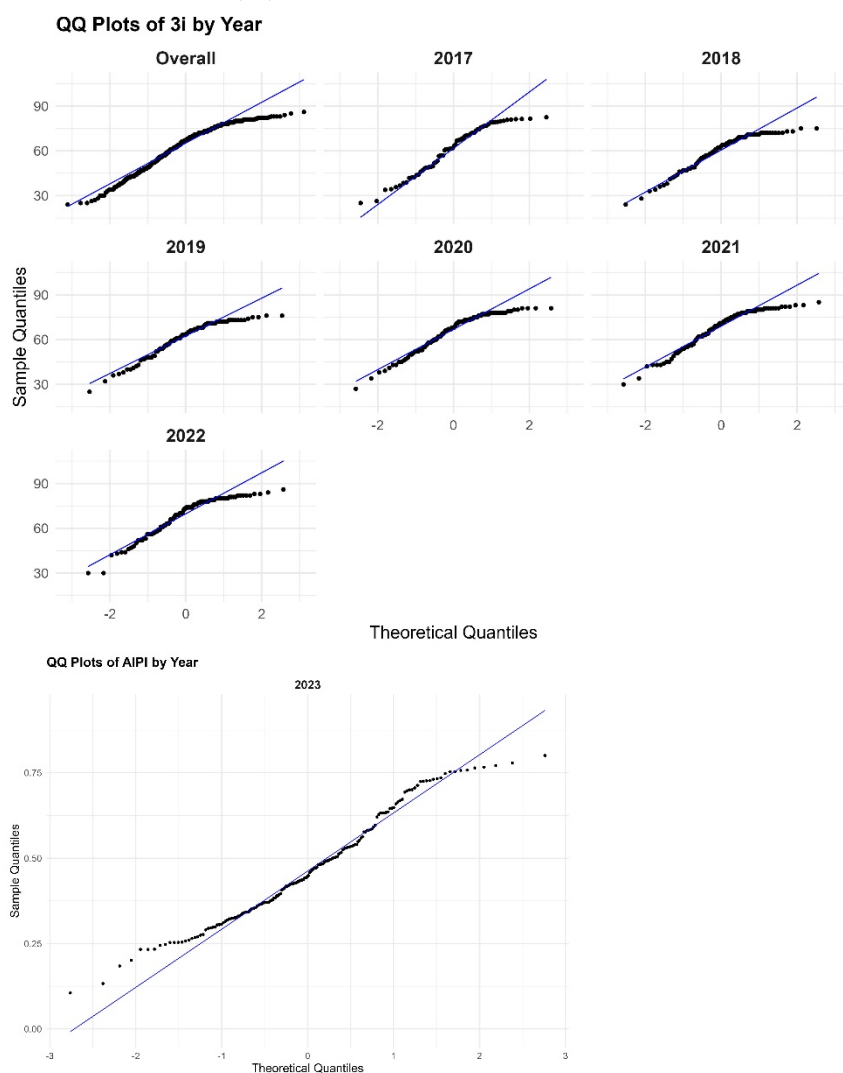 QQ Plots of 3i by Year
Overall 2017 2018
90
60
30
2019 2020 2021
90
60
30
-2 0 2 -2 0 2
2022
90
60
30
-2 0 2
Sample Quantiles
Theoretical Quantiles
QQ Plots of AIPI by Year
2023
0.75
0.50
0.25
0.00
-3 -2 -1 0 1 2 3
Sample Quantiles
Theoretical Quantiles